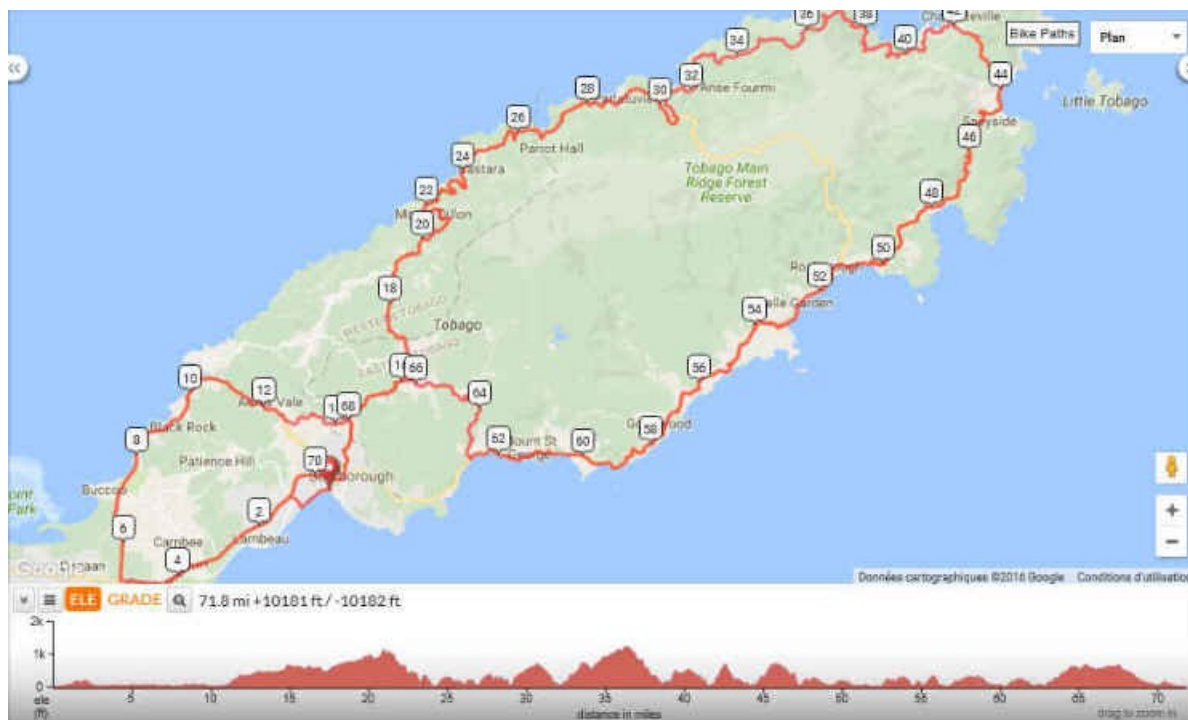 36
38
42
34
40
Bike Paths
Plan
44
32
Anse Fourmi
28
30
Little Tobago
26
Speyside
46
Parrot Hall
24
Tobago Main
Ridge Forest
Reserve
22
48
20
50
52
18
54
Tobago
66
56
10
64
12
68
58
8
Black Rock
62
Mount St
George
60
Patience Hill
70
Buccoo
Point
Park
2
6
Lambeau
4
Google
Données cartographiques ©2016 Google
Conditions d'utilisation
ELE GRADE 71.8 mi +10181 ft / -10182 ft
2k
1k
0
ele
(ft)
5 10 15 20 25 30 35 40 45 50 55 60 65 70
distance in miles
drag to zoom in